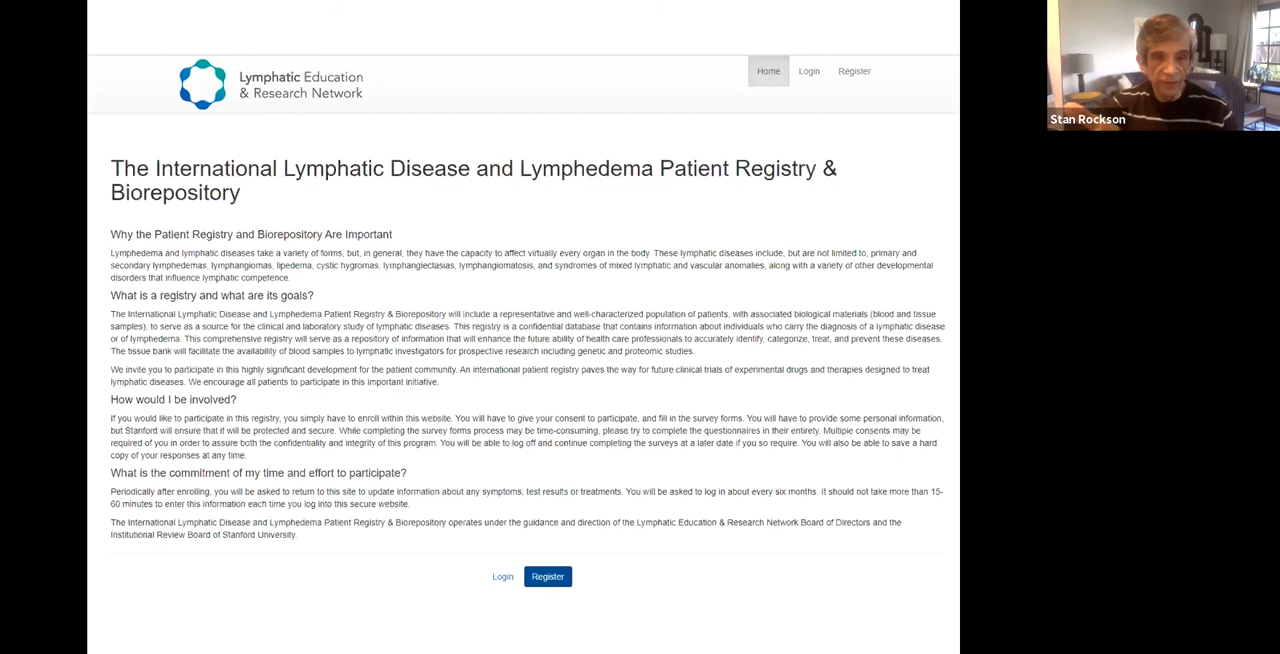 Lymphatic Education
& Research Network
Home Login Register
Stan Rockson
The International Lymphatic Disease and Lymphedema Patient Registry &
Biorepository
Why the Patient Registry and Biorepository Are Important
Lymphedema and lymphatic diseases take a variety of forms, but, in general, they have the capacity to affect virtually every organ in the body. These lymphatic diseases include, but are not limited to, primary and
secondary lymphedemas, lymphangiomas, lipedema, cystic hygromas, lymphangiectasias, lymphangiomatosis, and syndromes of mixed lymphatic and vascular anomalies, along with a variety of other developmental
disorders that influence lymphatic competence.
What is a registry and what are its goals?
The International Lymphatic Disease and Lymphedema Patient Registry & Biorepository will include a representative and well-characterized population of patients, with associated biological materials (blood and tissue
samples), to serve as a source for the clinical and laboratory study of lymphatic diseases. This registry is a confidential database that contains information about individuals who carry the diagnosis of a lymphatic disease
or of lymphedema. This comprehensive registry will serve as a repository of information that will enhance the future ability of health care professionals to accurately identify, categorize, treat, and prevent these diseases.
The tissue bank will facilitate the availability of blood samples to lymphatic investigators for prospective research including genetic and proteomic studies.
We invite you to participate in this highly significant development for the patient community. An international patient registry paves the way for future clinical trials of experimental drugs and therapies designed to treat
lymphatic diseases. We encourage all patients to participate in this important initiative.
How would I be involved?
If you would like to participate in this registry, you simply have to enroll within this website. You will have to give your consent to participate, and fill in the survey forms. You will have to provide some personal information,
but Stanford will ensure that it will be protected and secure. While completing the survey forms process may be time-consuming, please try to complete the questionnaires in their entirety. Multiple consents may be
required of you in order to assure both the confidentiality and integrity of this program. You will be able to log off and continue completing the surveys at a later date if you so require. You will also be able to save a hard
copy of your responses at any time.
What is the commitment of my time and effort to participate?
Periodically after enrolling, you will be asked to return to this site to update information about any symptoms, test results or treatments. You will be asked to log in about every six months. It should not take more than 15-
60 minutes to enter this information each time you log into this secure website.
The International Lymphatic Disease and Lymphedema Patient Registry & Biorepository operates under the guidance and direction of the Lymphatic Education & Research Network Board of Directors and the
Institutional Review Board of Stanford University.
Login Register